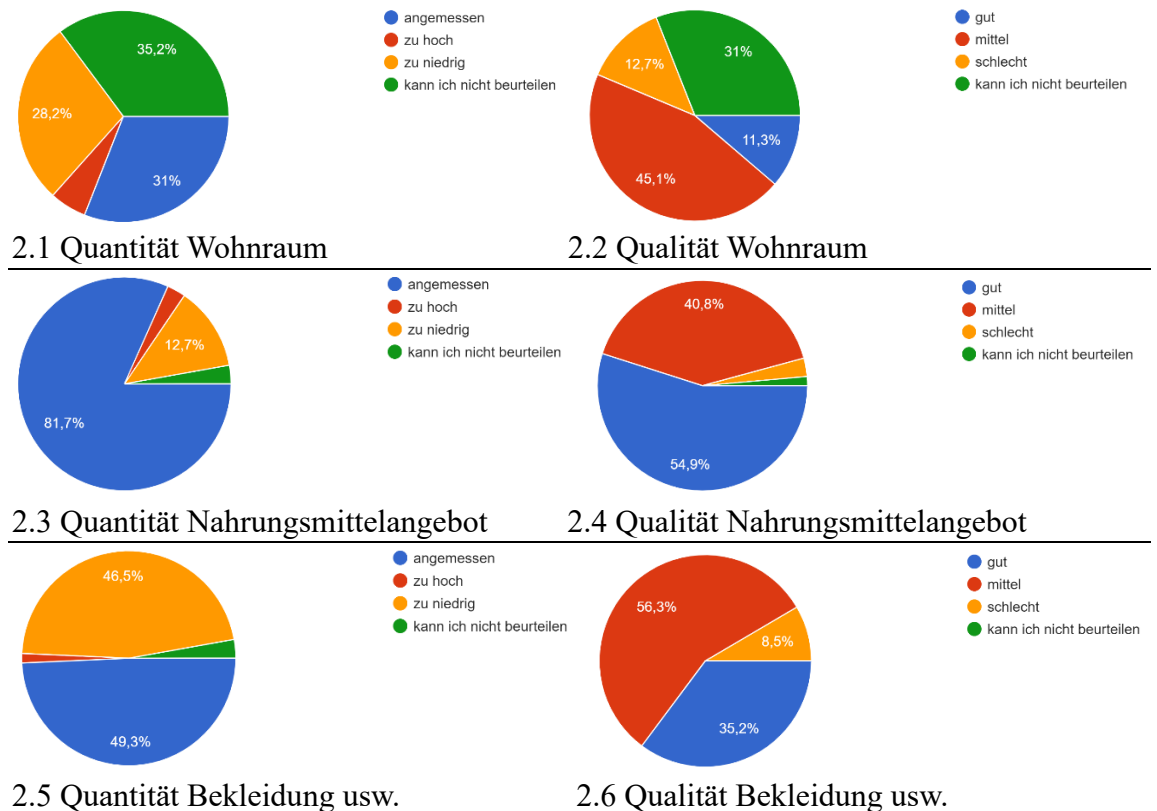 35,2%
28,2%
31%
angemessen
zu hoch
zu niedrig
kann ich nicht beurteilen
31%
12,7%
11,3%
45,1%
gut
mittel
schlecht
kann ich nicht beurteilen
2.1 Quantität Wohnraum
2.2 Qualität Wohnraum
12,7%
81,7%
angemessen
zu hoch
zu niedrig
kann ich nicht beurteilen
40,8%
54,9%
gut
mittel
schlecht
kann ich nicht beurteilen
2.3 Quantität Nahrungsmittelangebot
2.4 Qualität Nahrungsmittelangebot
46,5%
49,3%
angemessen
zu hoch
zu niedrig
kann ich nicht beurteilen
56,3%
8,5%
35,2%
gut
mittel
schlecht
kann ich nicht beurteilen
2.5 Quantität Bekleidung usw.
2.6 Qualität Bekleidung usw.